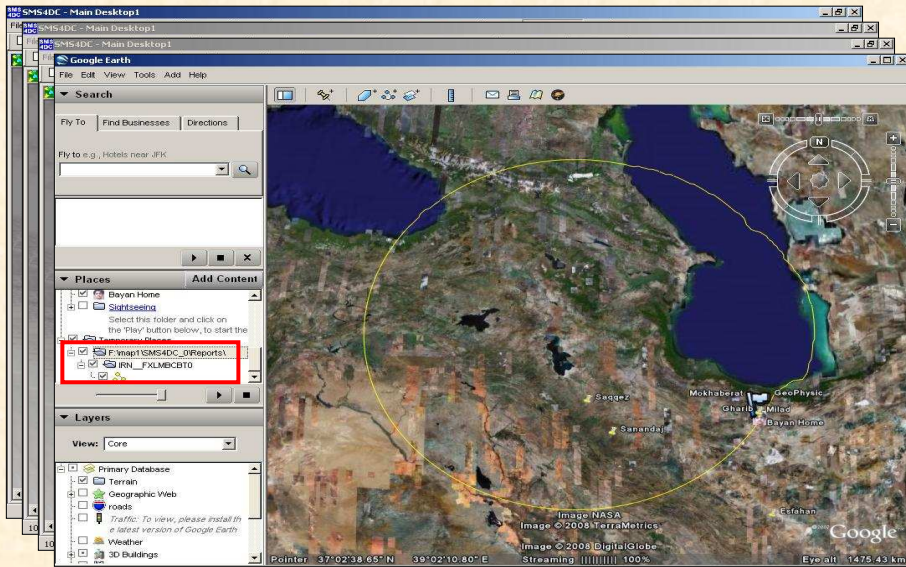 SMS4DC - Main Desktop1
SMS4DC - Main Desktop1
SMS4DC - Main Desktop1
Google Earth
File Edit View Tools Add Help
Search
Fly To Find Businesses Directions
Fly to e.g., Hotels near JFK
Places Add Content
Bayan Home
Sightseeing
Select this folder and click on
the 'Play' button below, to start the
Temporary Places
F:\map1\SMS4DC_0\Reports\
IRN__FXLMBCBT0
Layers
View: Core
Primary Database
Terrain
Geographic Web
roads
Traffic: To view, please install th
e latest version of Google Earth
Weather
3D Buildings
N
Saqqez
Sanandaj
Mokhaberat GeoPhysic
Gharib Milad
Bayan Home
Esfahan
Image NASA
Image © 2008 TerraMetrics
Image © 2008 DigitalGlobe
Google
Pointer 37°02'38.65" N 39°02'10.80" E Streaming |||||||||| 100% Eye alt 1475.43 km